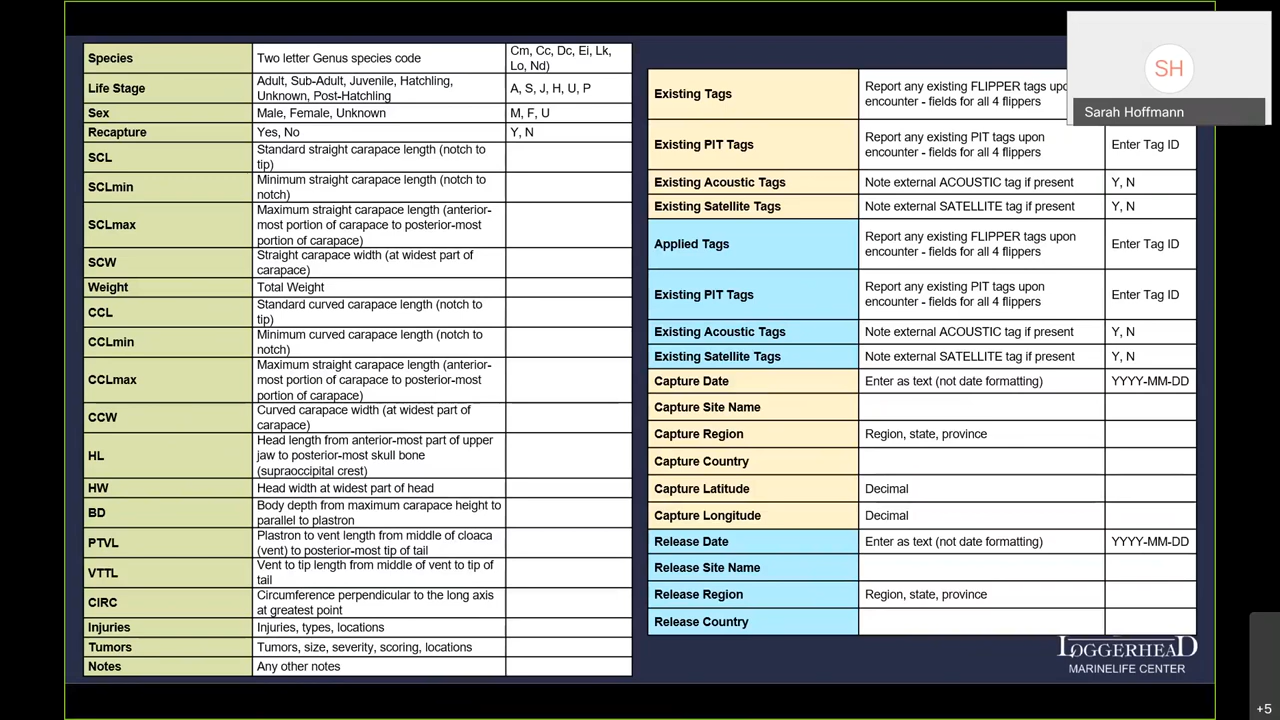 Species
Two letter Genus species code
Cm, Cc, Dc, Ei, Lk,
Lo, Nd)
Life Stage
Adult, Sub-Adult, Juvenile, Hatchling,
Unknown, Post-Hatchling
A, S, J, H, U, P
Sex
Male, Female, Unknown
M, F, U
Recapture
Yes, No
Y, N
SCL
Standard straight carapace length (notch to
tip)
SCLmin
Minimum straight carapace length (notch to
notch)
SCLmax
Maximum straight carapace length (anterior-
most portion of carapace to posterior-most
portion of carapace)
SCW
Straight carapace width (at widest part of
carapace)
Weight
Total Weight
CCL
Standard curved carapace length (notch to
tip)
CCLmin
Minimum curved carapace length (notch to
notch)
CCLmax
Maximum straight carapace length (anterior-
most portion of carapace to posterior-most
portion of carapace)
CCW
Curved carapace width (at widest part of
carapace)
HL
Head length from anterior-most part of upper
jaw to posterior-most skull bone
(supraoccipital crest)
HW
Head width at widest part of head
BD
Body depth from maximum carapace height to
parallel to plastron
PTVL
Plastron to vent length from middle of cloaca
(vent) to posterior-most tip of tail
VTTL
Vent to tip length from middle of vent to tip of
tail
CIRC
Circumference perpendicular to the long axis
at greatest point
Injuries
Injuries, types, locations
Tumors
Tumors, size, severity, scoring, locations
Notes
Any other notes
Existing Tags
Report any existing FLIPPER tags
encounter - fields for all 4 flippers
Existing PIT Tags
Report any existing PIT tags upon
encounter - fields for all 4 flippers
Enter Tag ID
Existing Acoustic Tags
Note external ACOUSTIC tag if present
Y, N
Existing Satellite Tags
Note external SATELLITE tag if present
Y, N
Applied Tags
Report any existing FLIPPER tags upon
encounter - fields for all 4 flippers
Enter Tag ID
Existing PIT Tags
Report any existing PIT tags upon
encounter - fields for all 4 flippers
Enter Tag ID
Existing Acoustic Tags
Note external ACOUSTIC tag if present
Y, N
Existing Satellite Tags
Note external SATELLITE tag if present
Y, N
Capture Date
Enter as text (not date formatting)
YYYY-MM-DD
Capture Site Name
Capture Region
Region, state, province
Capture Country
Capture Latitude
Decimal
Capture Longitude
Decimal
Release Date
Enter as text (not date formatting)
YYYY-MM-DD
Release Site Name
Release Region
Region, state, province
Release Country
LOGGERHEAD
MARINELIFE CENTER
SH
Sarah Hoffmann
+5